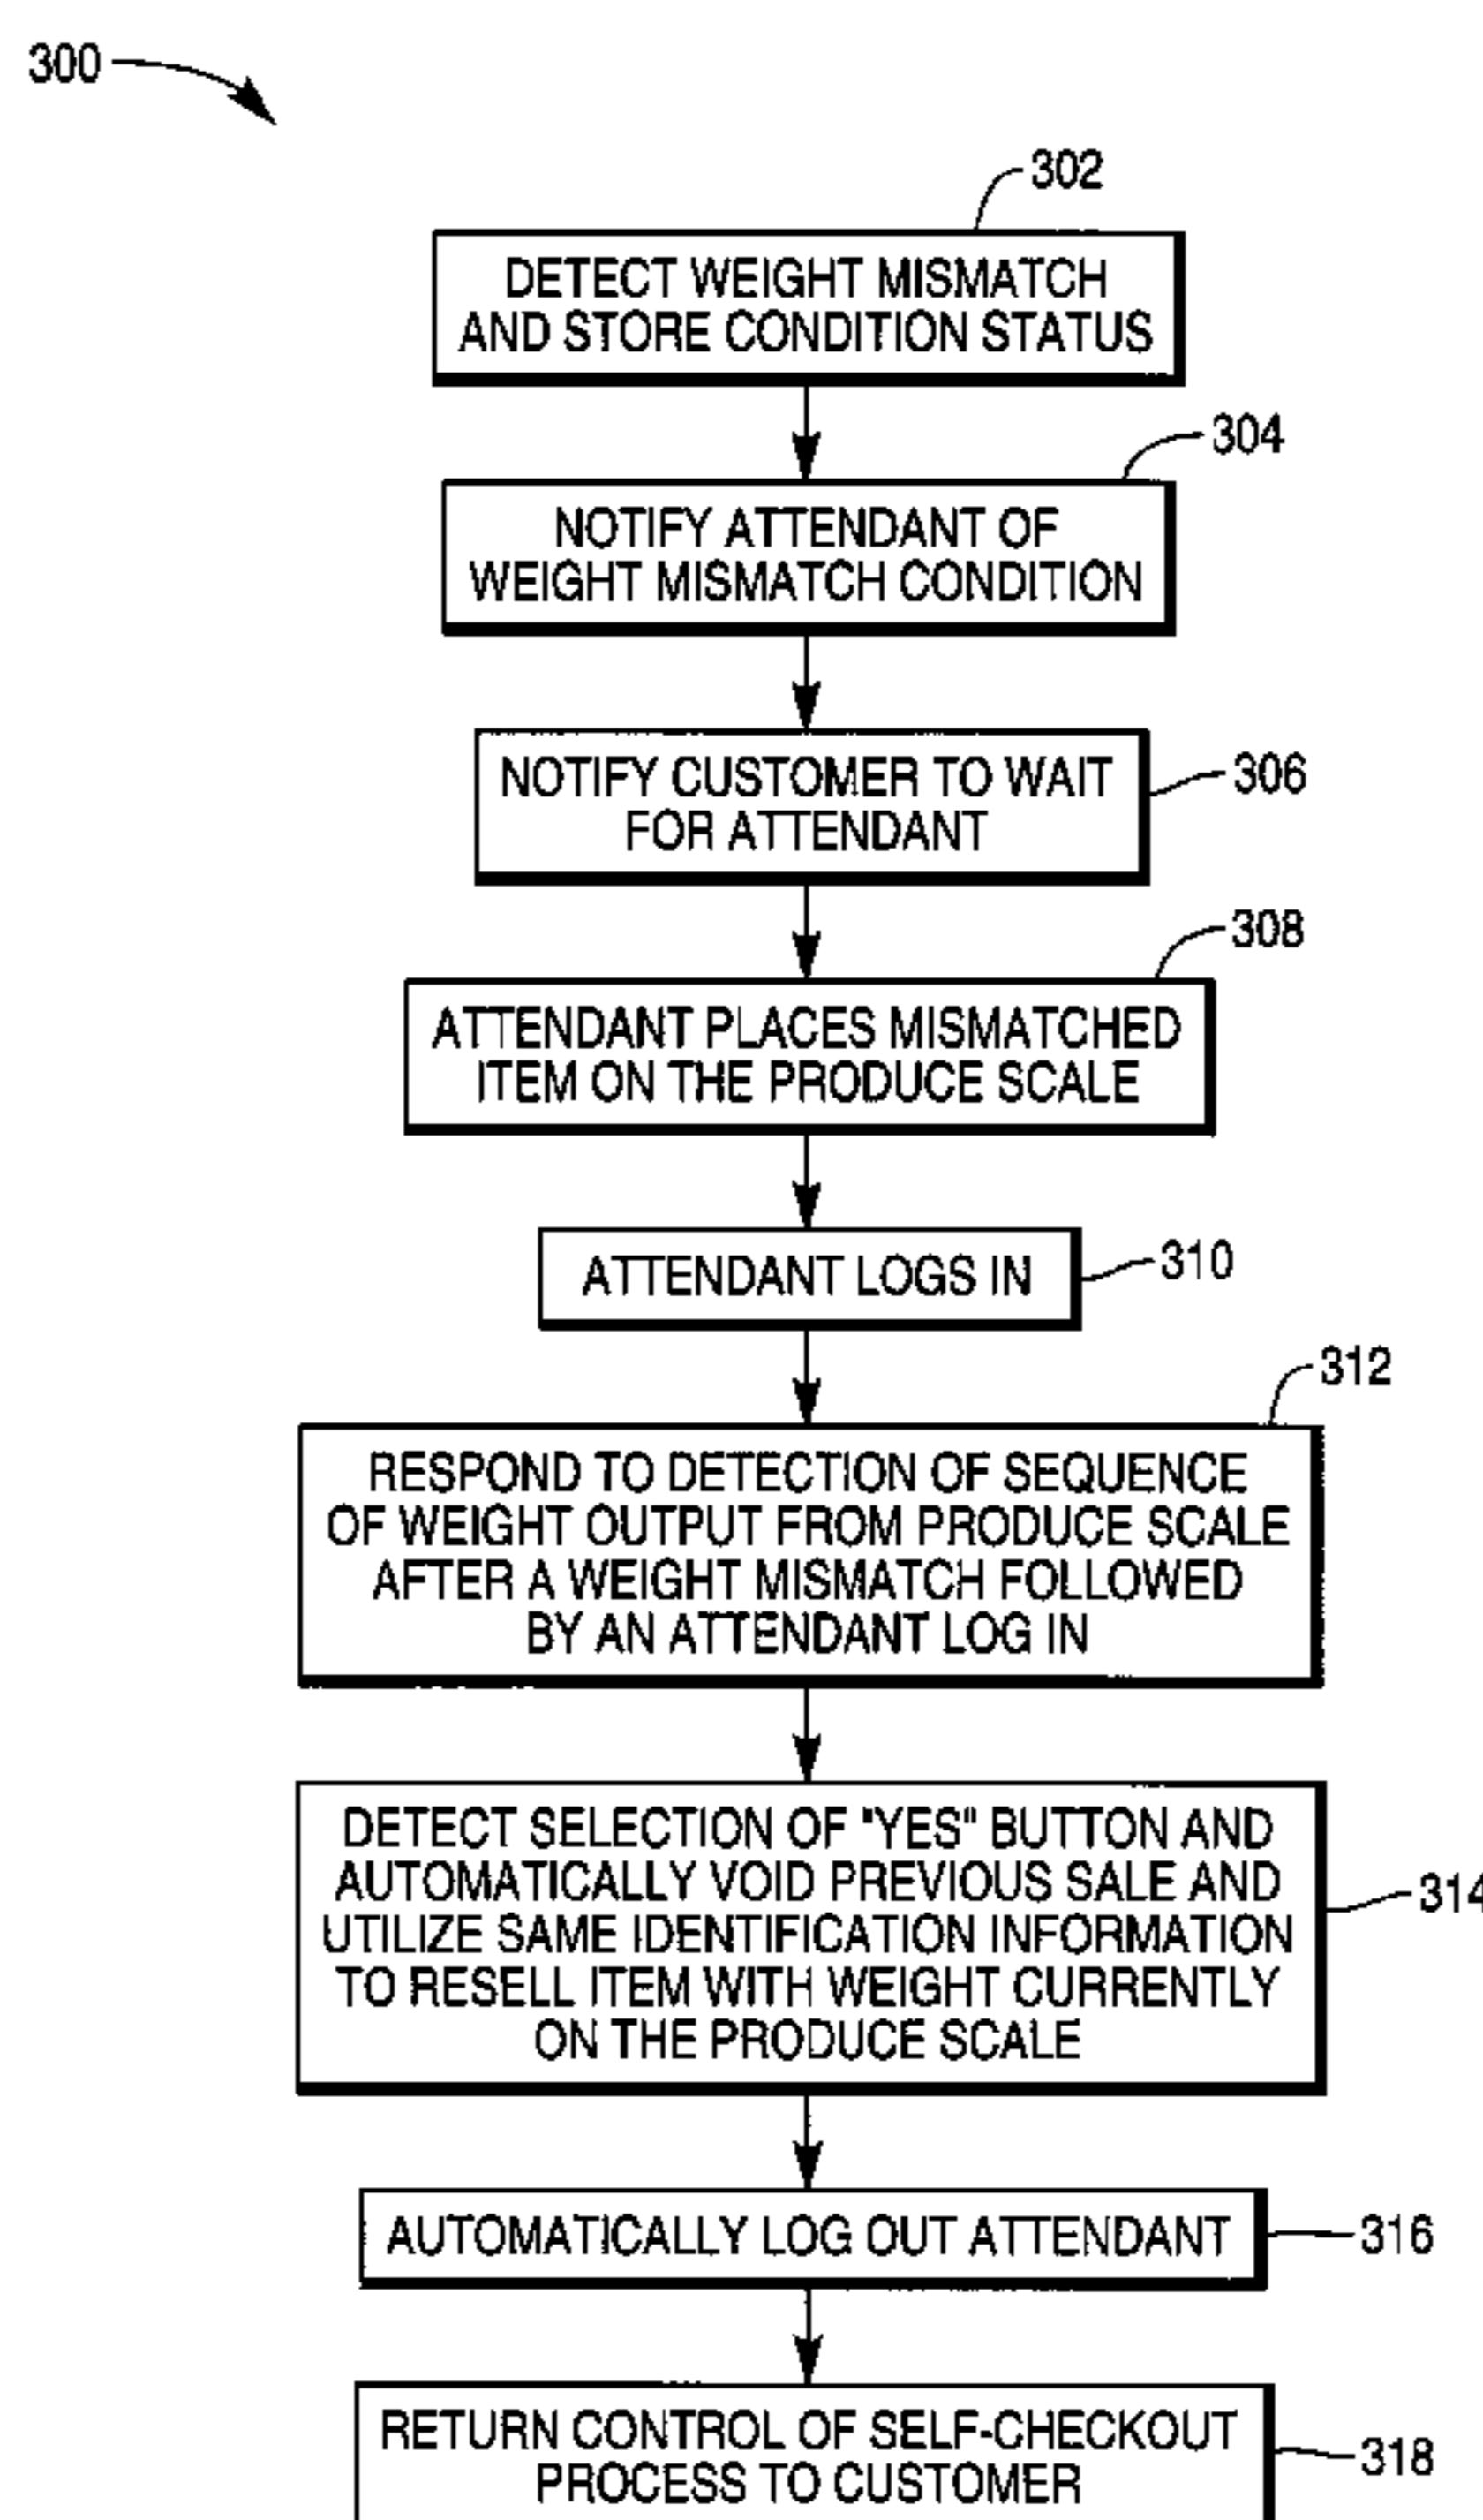 300
302
DETECT WEIGHT MISMATCH
AND STORE CONDITION STATUS
304
NOTIFY ATTENDANT OF
WEIGHT MISMATCH CONDITION
306
NOTIFY CUSTOMER TO WAIT
FOR ATTENDANT
308
ATTENDANT PLACES MISMATCHED
ITEM ON THE PRODUCE SCALE
310
ATTENDANT LOGS IN
312
RESPOND TO DETECTION OF SEQUENCE
OF WEIGHT OUTPUT FROM PRODUCE SCALE
AFTER A WEIGHT MISMATCH FOLLOWED
BY AN ATTENDANT LOG IN
DETECT SELECTION OF "YES" BUTTON AND
AUTOMATICALLY VOID PREVIOUS SALE AND
UTILIZE SAME IDENTIFICATION INFORMATION
TO RESELL ITEM WITH WEIGHT CURRENTLY
ON THE PRODUCE SCALE
314
AUTOMATICALLY LOG OUT ATTENDANT
316
RETURN CONTROL OF SELF-CHECKOUT
PROCESS TO CUSTOMER
318